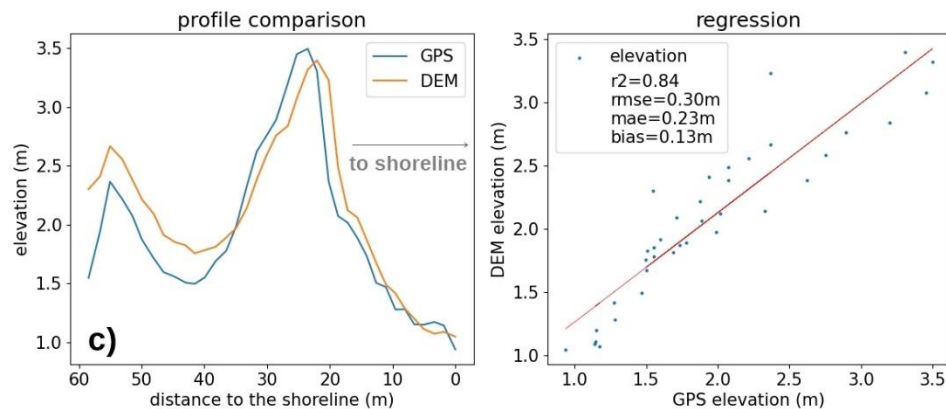 profile comparison
3.5
3.0
2.5
2.0
1.5
1.0
elevation (m)
GPS
DEM
to shoreline
c)
60 50 40 30 20 10 0
distance to the shoreline (m)
regression
3.5
3.0
2.5
2.0
1.5
1.0
DEM elevation (m)
elevation
r2=0.84
rmse=0.30m
mae=0.23m
bias=0.13m
1.0 1.5 2.0 2.5 3.0 3.5
GPS elevation (m)